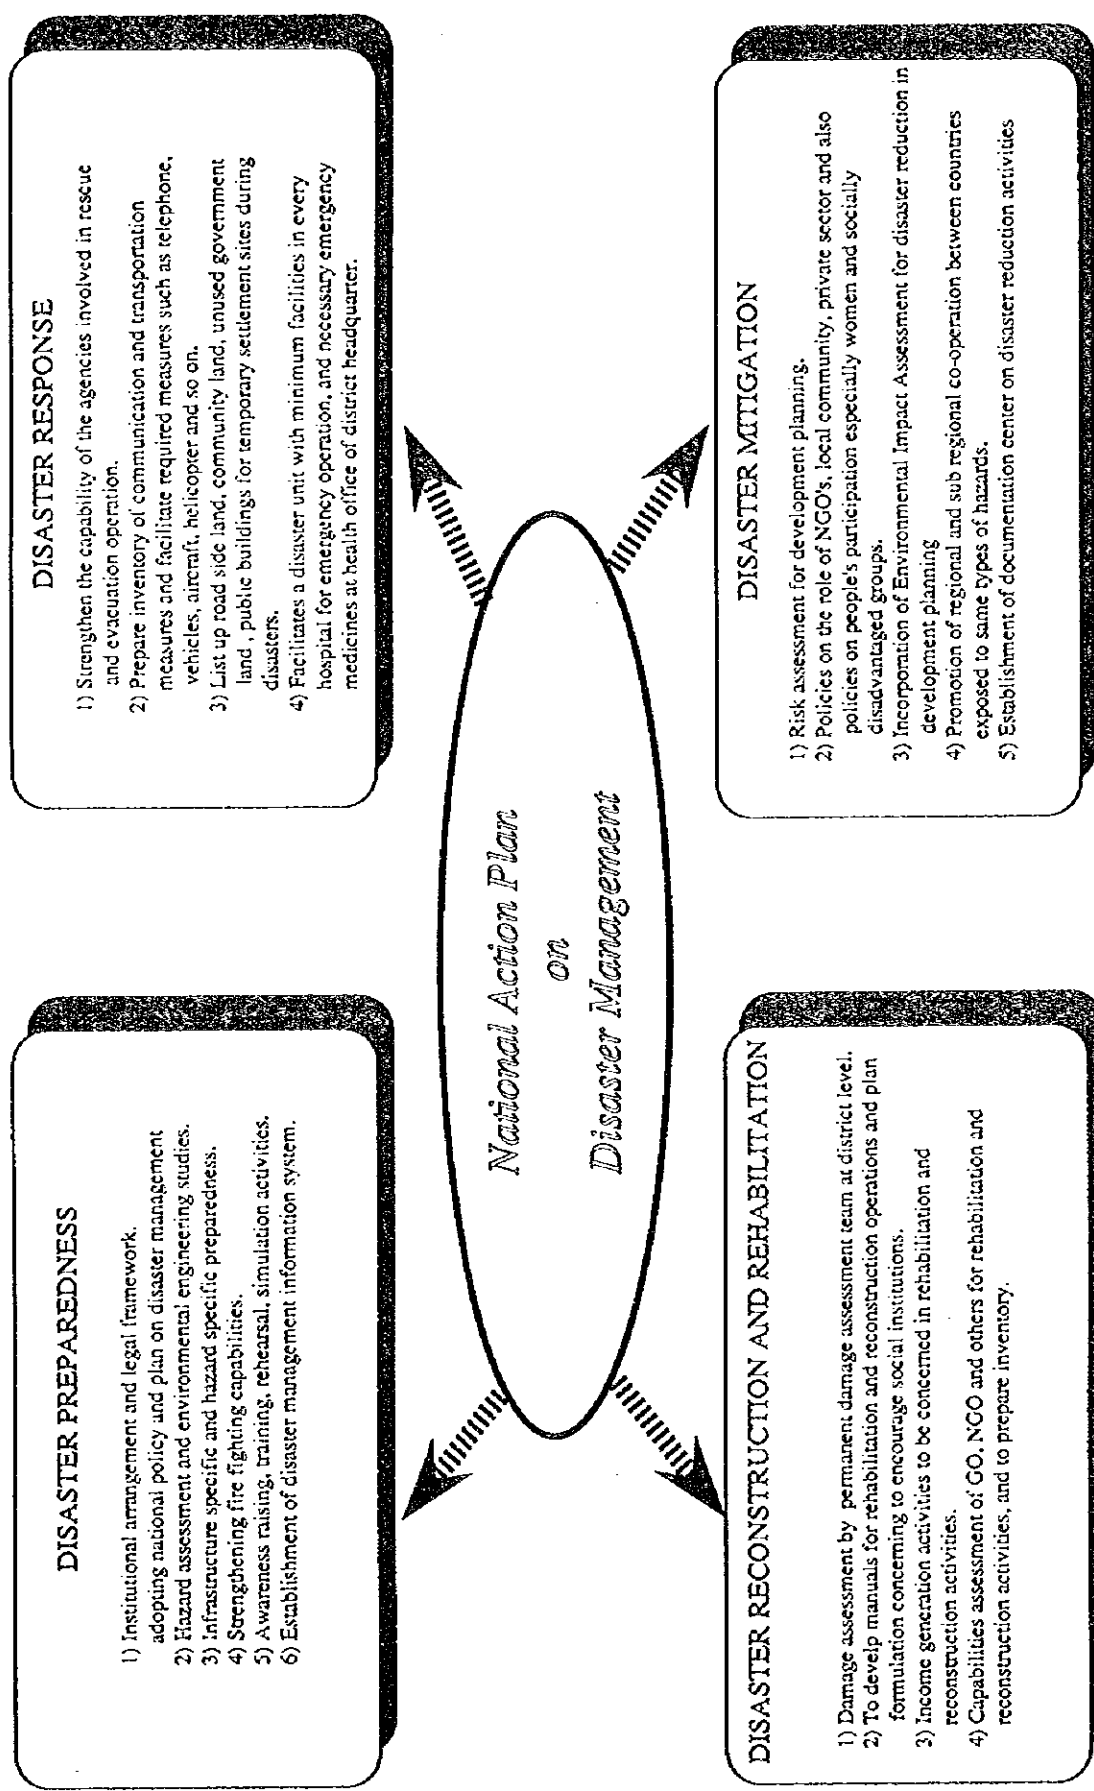 DISASTER PREPAREDNESS
1) Institutional arrangement and legal framework.
adopting national policy and plan on disaster management
2) Hazard assessment and environmental engineering studies.
3) Infrastructure specific and hazard specific preparedness.
4) Strengthening fire fighting capabilities.
5) Awareness raising, training, rehearsal, simulation activities.
6) Establishment of disaster management information system.
DISASTER RESPONSE
1) Strengthen the capability of the agencies involved in rescue
and evacuation operation.
2) Prepare inventory of communication and transportation
measures and facilitate required measures such as telephone,
vehicles, aircraft, helicopter and so on.
3) List up road side land, community land, unused government
land , public buildings for temporary settlement sites during
disasters.
4) Facilitates a disaster unit with minimum facilities in every
hospital for emergency operation, and necessary emergency
medicines at health office of district headquarter.
National Action Plan
on
Disaster Management
DISASTER RECONSTRUCTION AND REHABILITATION
1) Damage assessment by permanent damage assessment team at district level.
2) To develp manuals for rehabilitation and reconstruction operations and plan
formulation concerning to encourage social institutions.
3) Income generation activities to be concerned in rehabilitation and
reconstruction activities.
4) Capabilities assessment of GO, NGO and others for rehabilitation and
reconstruction activities, and to prepare inventory.
DISASTER MITIGATION
1) Risk assessment for development planning.
2) Policies on the role of NGO's, local community, private sector and also
policies on people's participation especially women and socially
disadvantaged groups.
3) Incorporation of Environmental Impact Assessment for disaster reduction in
development planning
4) Promotion of regional and sub regional co-operation between countries
exposed to same types of hazards.
5) Establishment of documentation center on disaster reduction activities